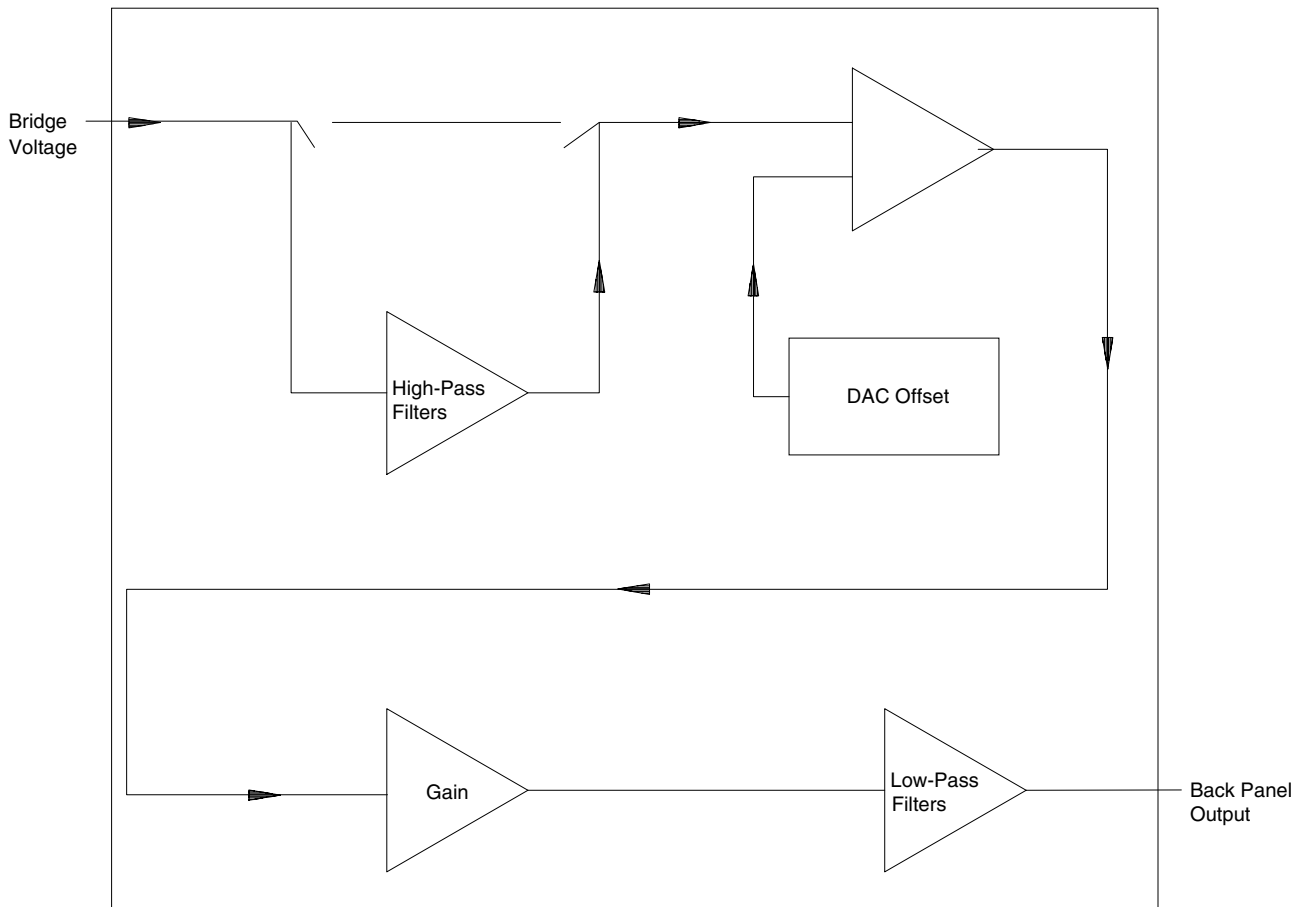 Bridge
Voltage
High-Pass
Filters
DAC Offset
Gain
Low-Pass
Filters
Back Panel
Output